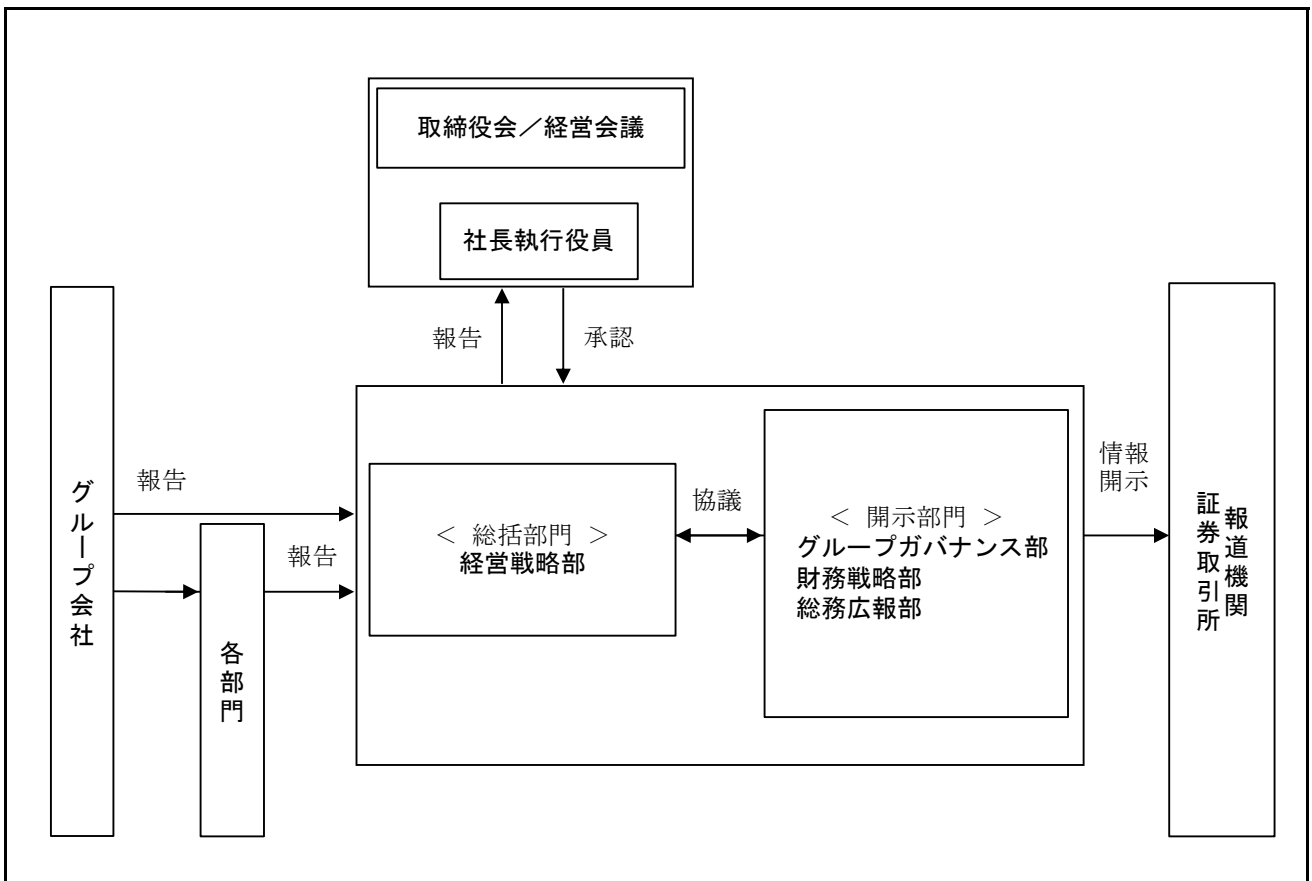 取締役会／経営会議
社長執行役員
報告
承認
グループ会社
報告
各部門
報告
＜ 総括部門 ＞
経営戦略部
協議
＜ 開示部門 ＞
グループガバナンス部
財務戦略部
総務広報部
情報
開示
報道機関
証券取引所